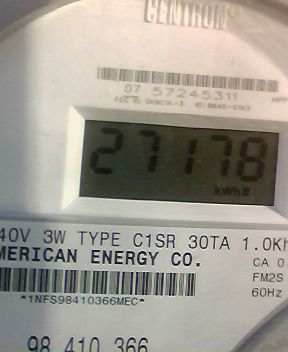 CENTRON
07 57245311
27178
kWh
40V 3W TYPE C1SR 30TA 1.0Kh
MERICAN ENERGY CO.
CA 0
FM2S
60Hz
*1NFS98410366MEC*
98 410 366